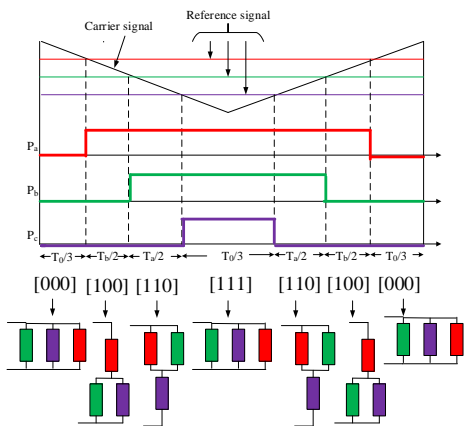 Reference signal
Carrier signal
Pa
Pb
Pc
T0/3 Tb/2 Ta/2 T0/3 Ta/2 Tb/2 T0/3
[000] [100] [110] [111] [110] [100] [000]